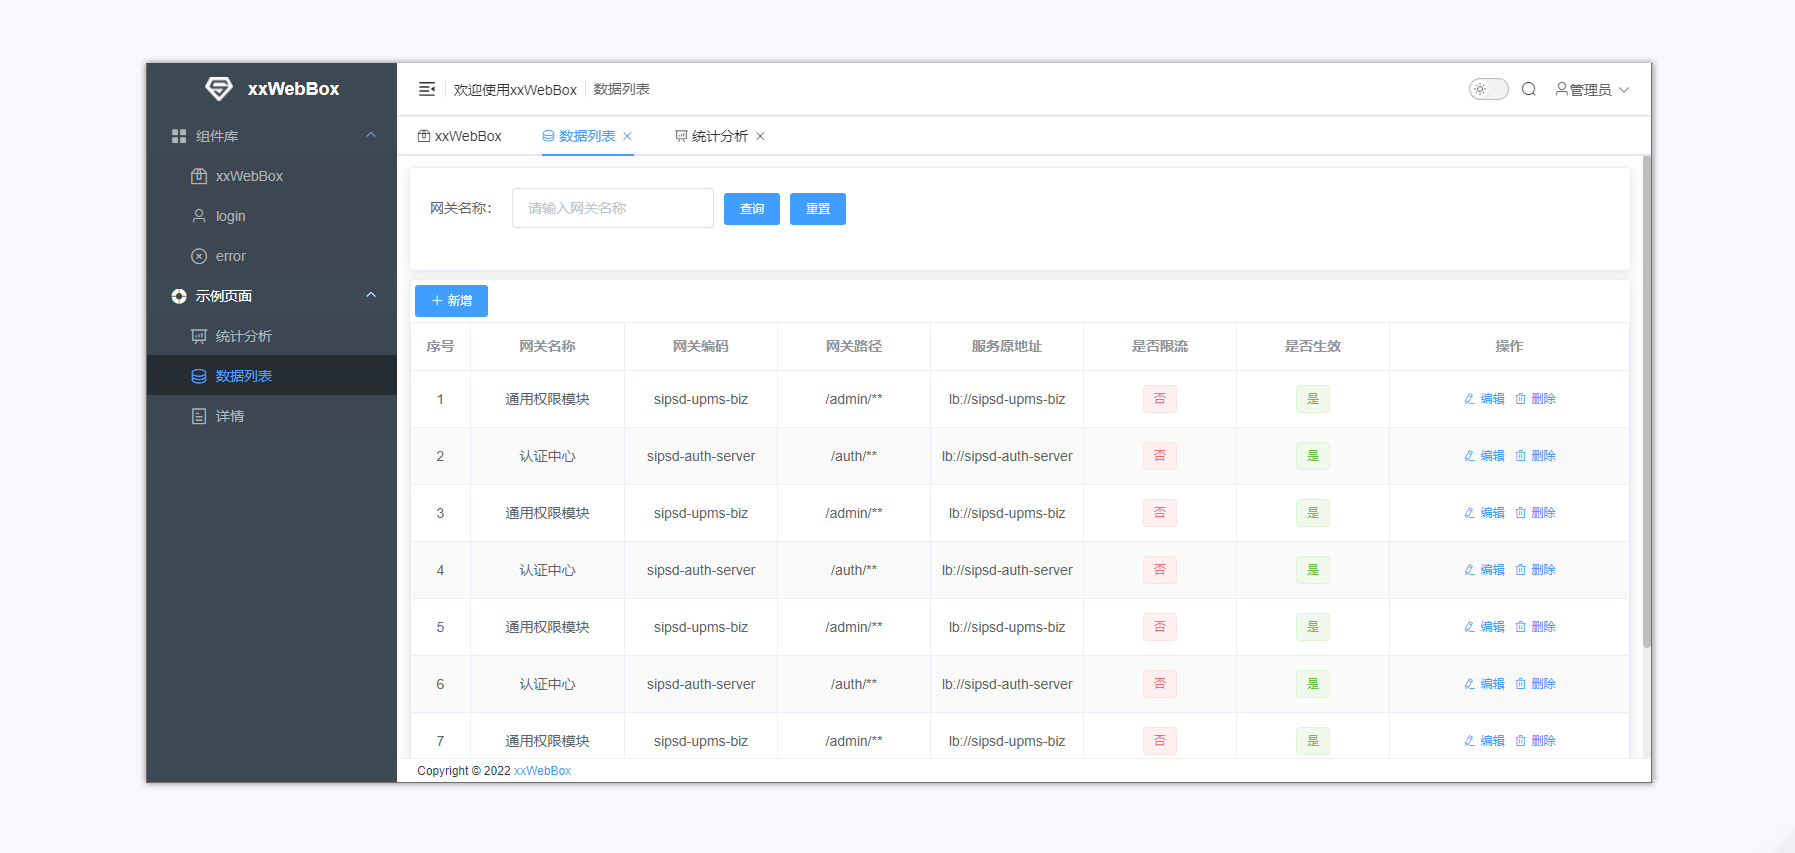 xxWebBox
组件库
xxWebBox
login
error
示例页面
统计分析
数据列表
详情
欢迎使用xxWebBox 数据列表
管理员
xxWebBox 数据列表 统计分析
网关名称： 请输入网关名称 查询 重置
新增
序号 网关名称 网关编码 网关路径 服务原地址 是否限流 是否生效 操作
1 通用权限模块 sipsd-upms-biz /admin/** lb://sipsd-upms-biz 否 是 编辑 删除
2 认证中心 sipsd-auth-server /auth/** lb://sipsd-auth-server 否 是 编辑 删除
3 通用权限模块 sipsd-upms-biz /admin/** lb://sipsd-upms-biz 否 是 编辑 删除
4 认证中心 sipsd-auth-server /auth/** lb://sipsd-auth-server 否 是 编辑 删除
5 通用权限模块 sipsd-upms-biz /admin/** lb://sipsd-upms-biz 否 是 编辑 删除
6 认证中心 sipsd-auth-server /auth/** lb://sipsd-auth-server 否 是 编辑 删除
7 通用权限模块 sipsd-upms-biz /admin/** lb://sipsd-upms-biz 否 是 编辑 删除
Copyright © 2022 xxWebBox